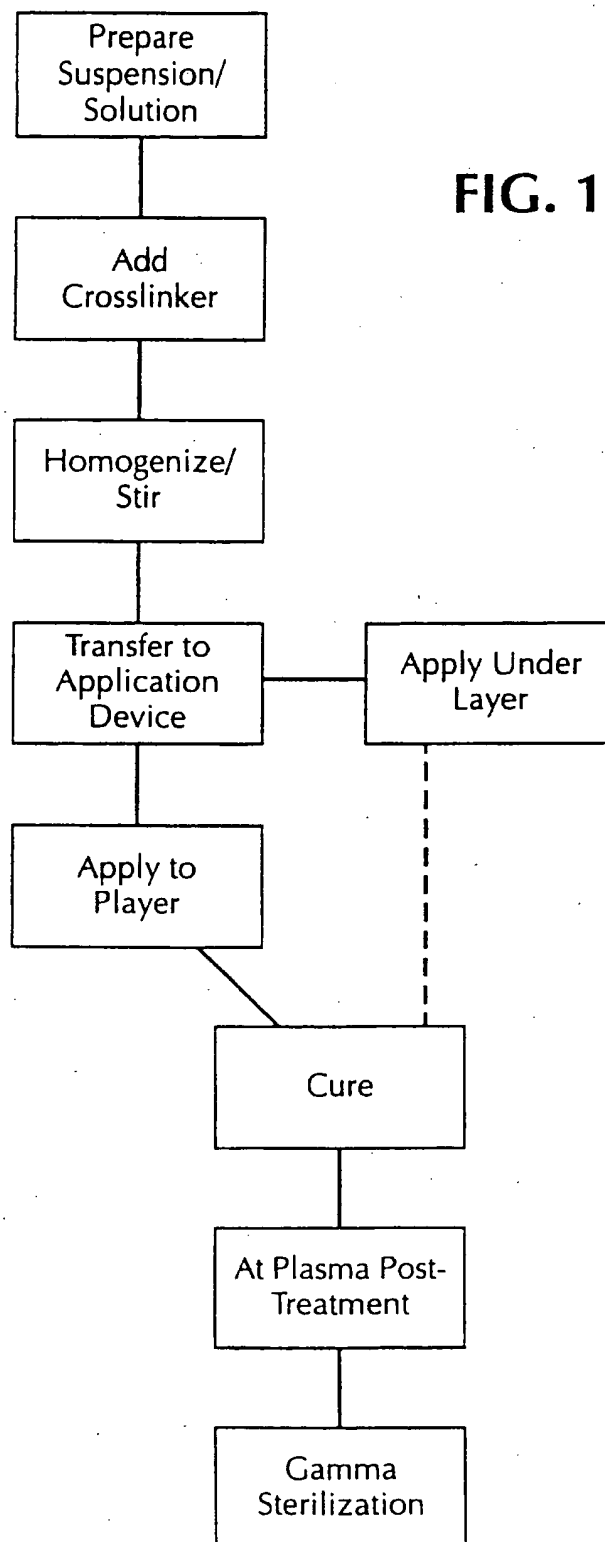 Prepare
Suspension/
Solution
FIG. 1
Add
Crosslinker
Homogenize/
Stir
Transfer to
Application
Device
Apply Under
Layer
Apply to
Player
Cure
At Plasma Post-
Treatment
Gamma
Sterilization